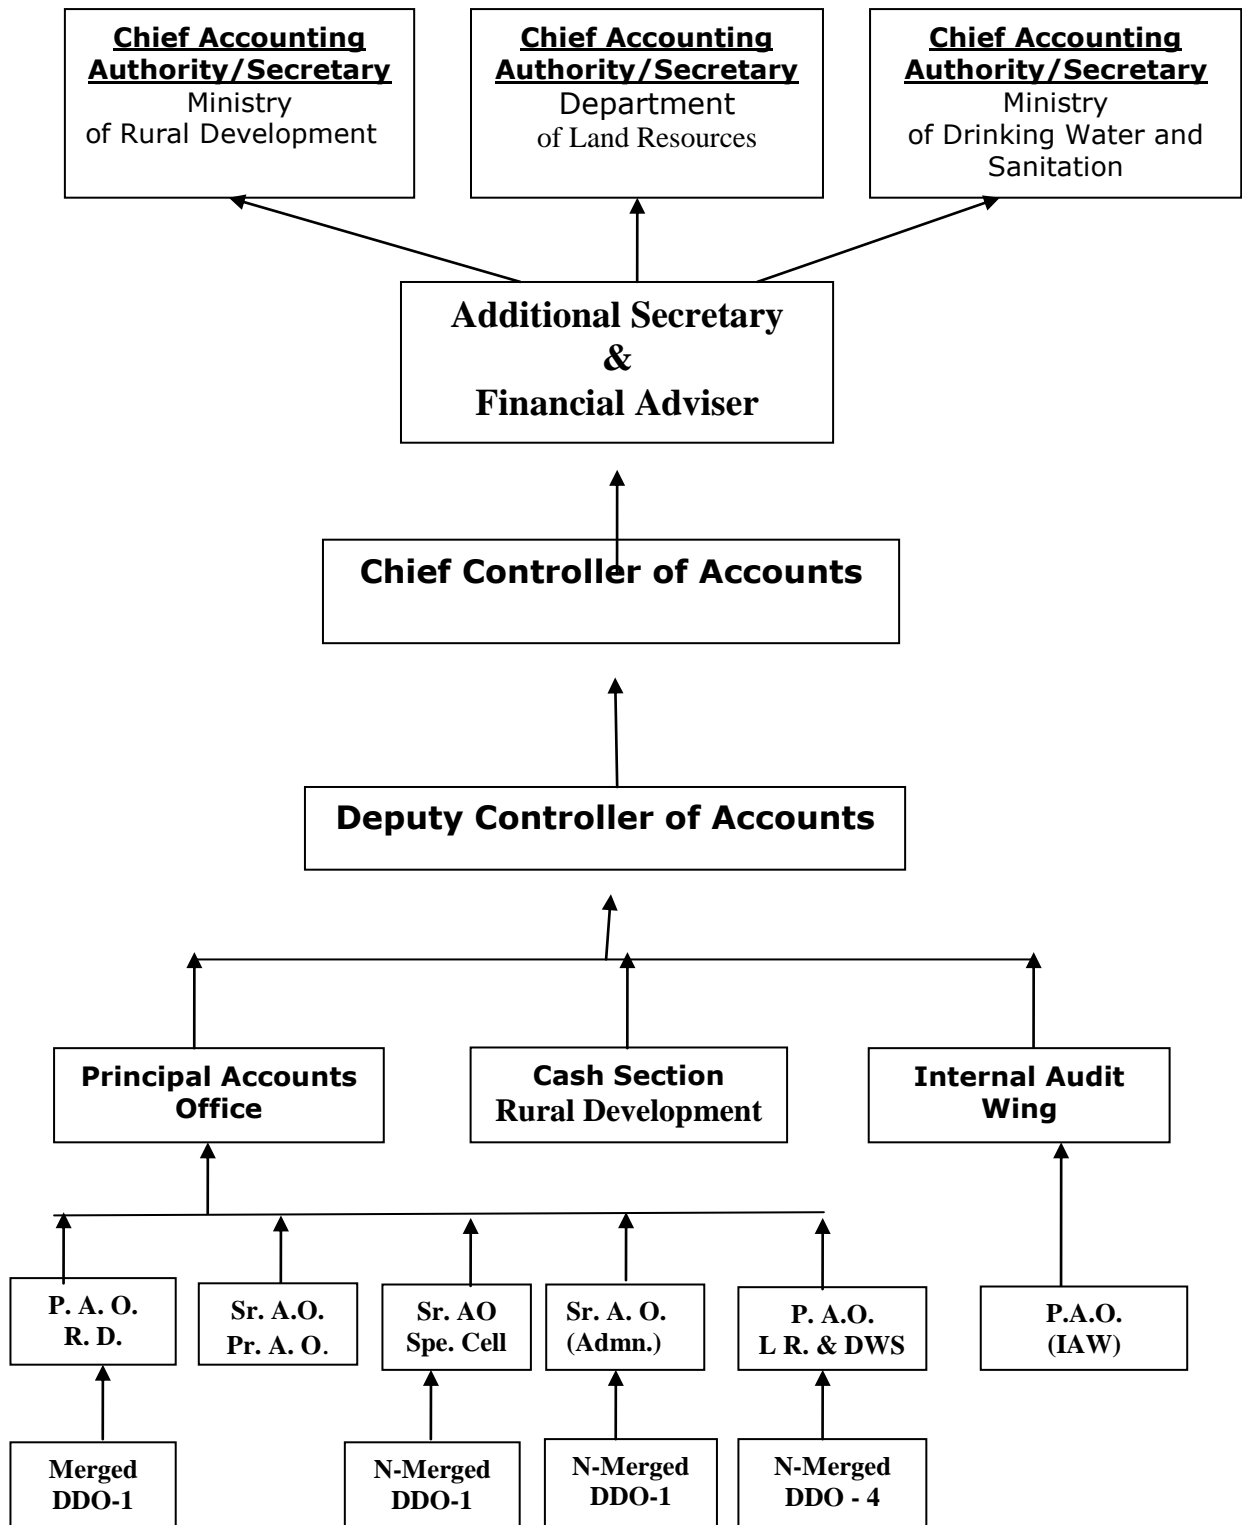 Chief Accounting
Authority/Secretary
Ministry
of Rural Development
Chief Accounting
Authority/Secretary
Department
of Land Resources
Chief Accounting
Authority/Secretary
Ministry
of Drinking Water and
Sanitation
Additional Secretary
&
Financial Adviser
Chief Controller of Accounts
Deputy Controller of Accounts
Principal Accounts
Office
Cash Section
Rural Development
Internal Audit
Wing
P. A. O.
R. D.
Sr. A.O.
Pr. A. O.
Sr. AO
Spe. Cell
Sr. A. O.
(Admn.)
P. A.O.
L R. & DWS
P.A.O.
(IAW)
Merged
DDO-1
N-Merged
DDO-1
N-Merged
DDO-1
N-Merged
DDO - 4